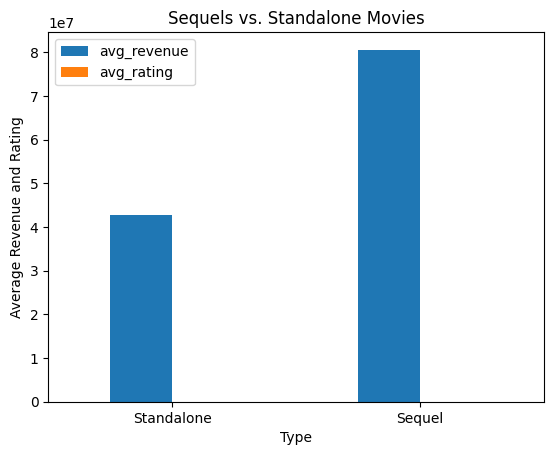 Sequels vs. Standalone Movies
1e7
avg_revenue
avg_rating
8
7
6
5
4
3
2
1
0
Average Revenue and Rating
Standalone Sequel
Type